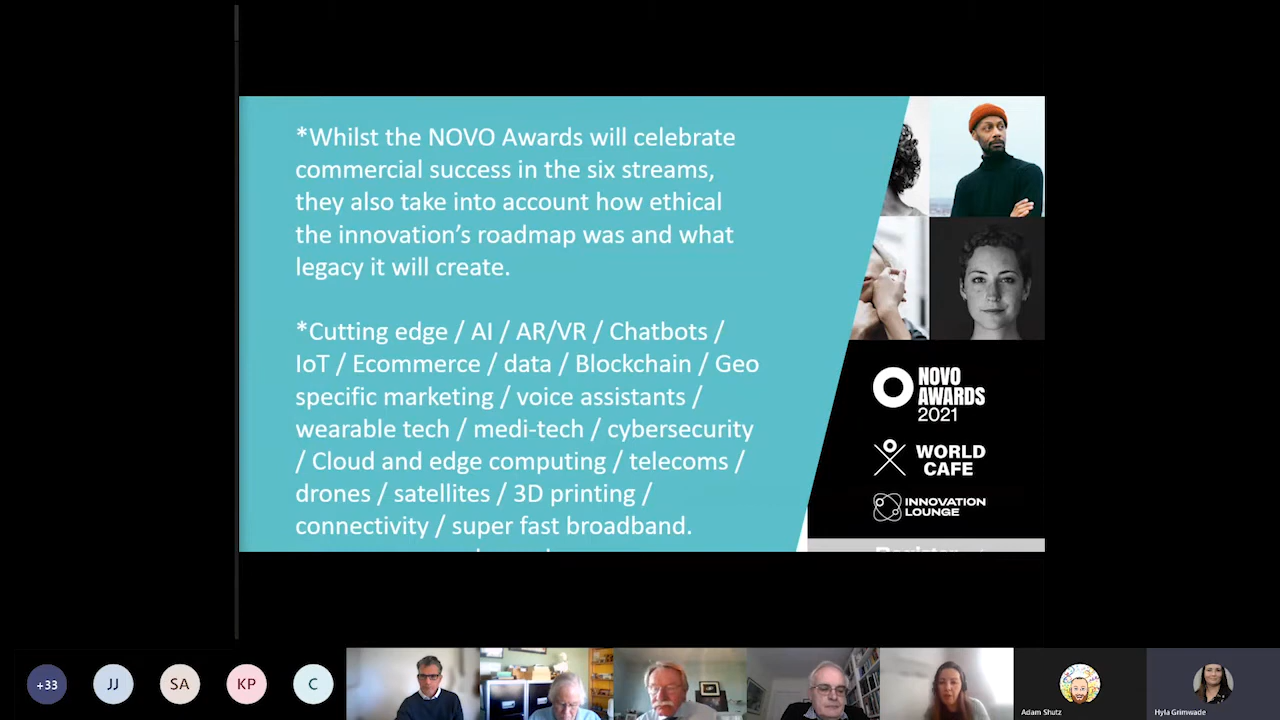 *Whilst the NOVO Awards will celebrate
commercial success in the six streams,
they also take into account how ethical
the innovation's roadmap was and what
legacy it will create.
*Cutting edge / AI / AR/VR / Chatbots /
IoT / Ecommerce / data / Blockchain / Geo
specific marketing / voice assistants /
wearable tech / medi-tech / cybersecurity
/ Cloud and edge computing / telecoms /
drones / satellites / 3D printing /
connectivity / super fast broadband.
NOVO
AWARDS
2021
WORLD
CAFE
INNOVATION
LOUNGE
+33
JJ
SA
KP
C
Adam Shutz
Hyla Grimwade